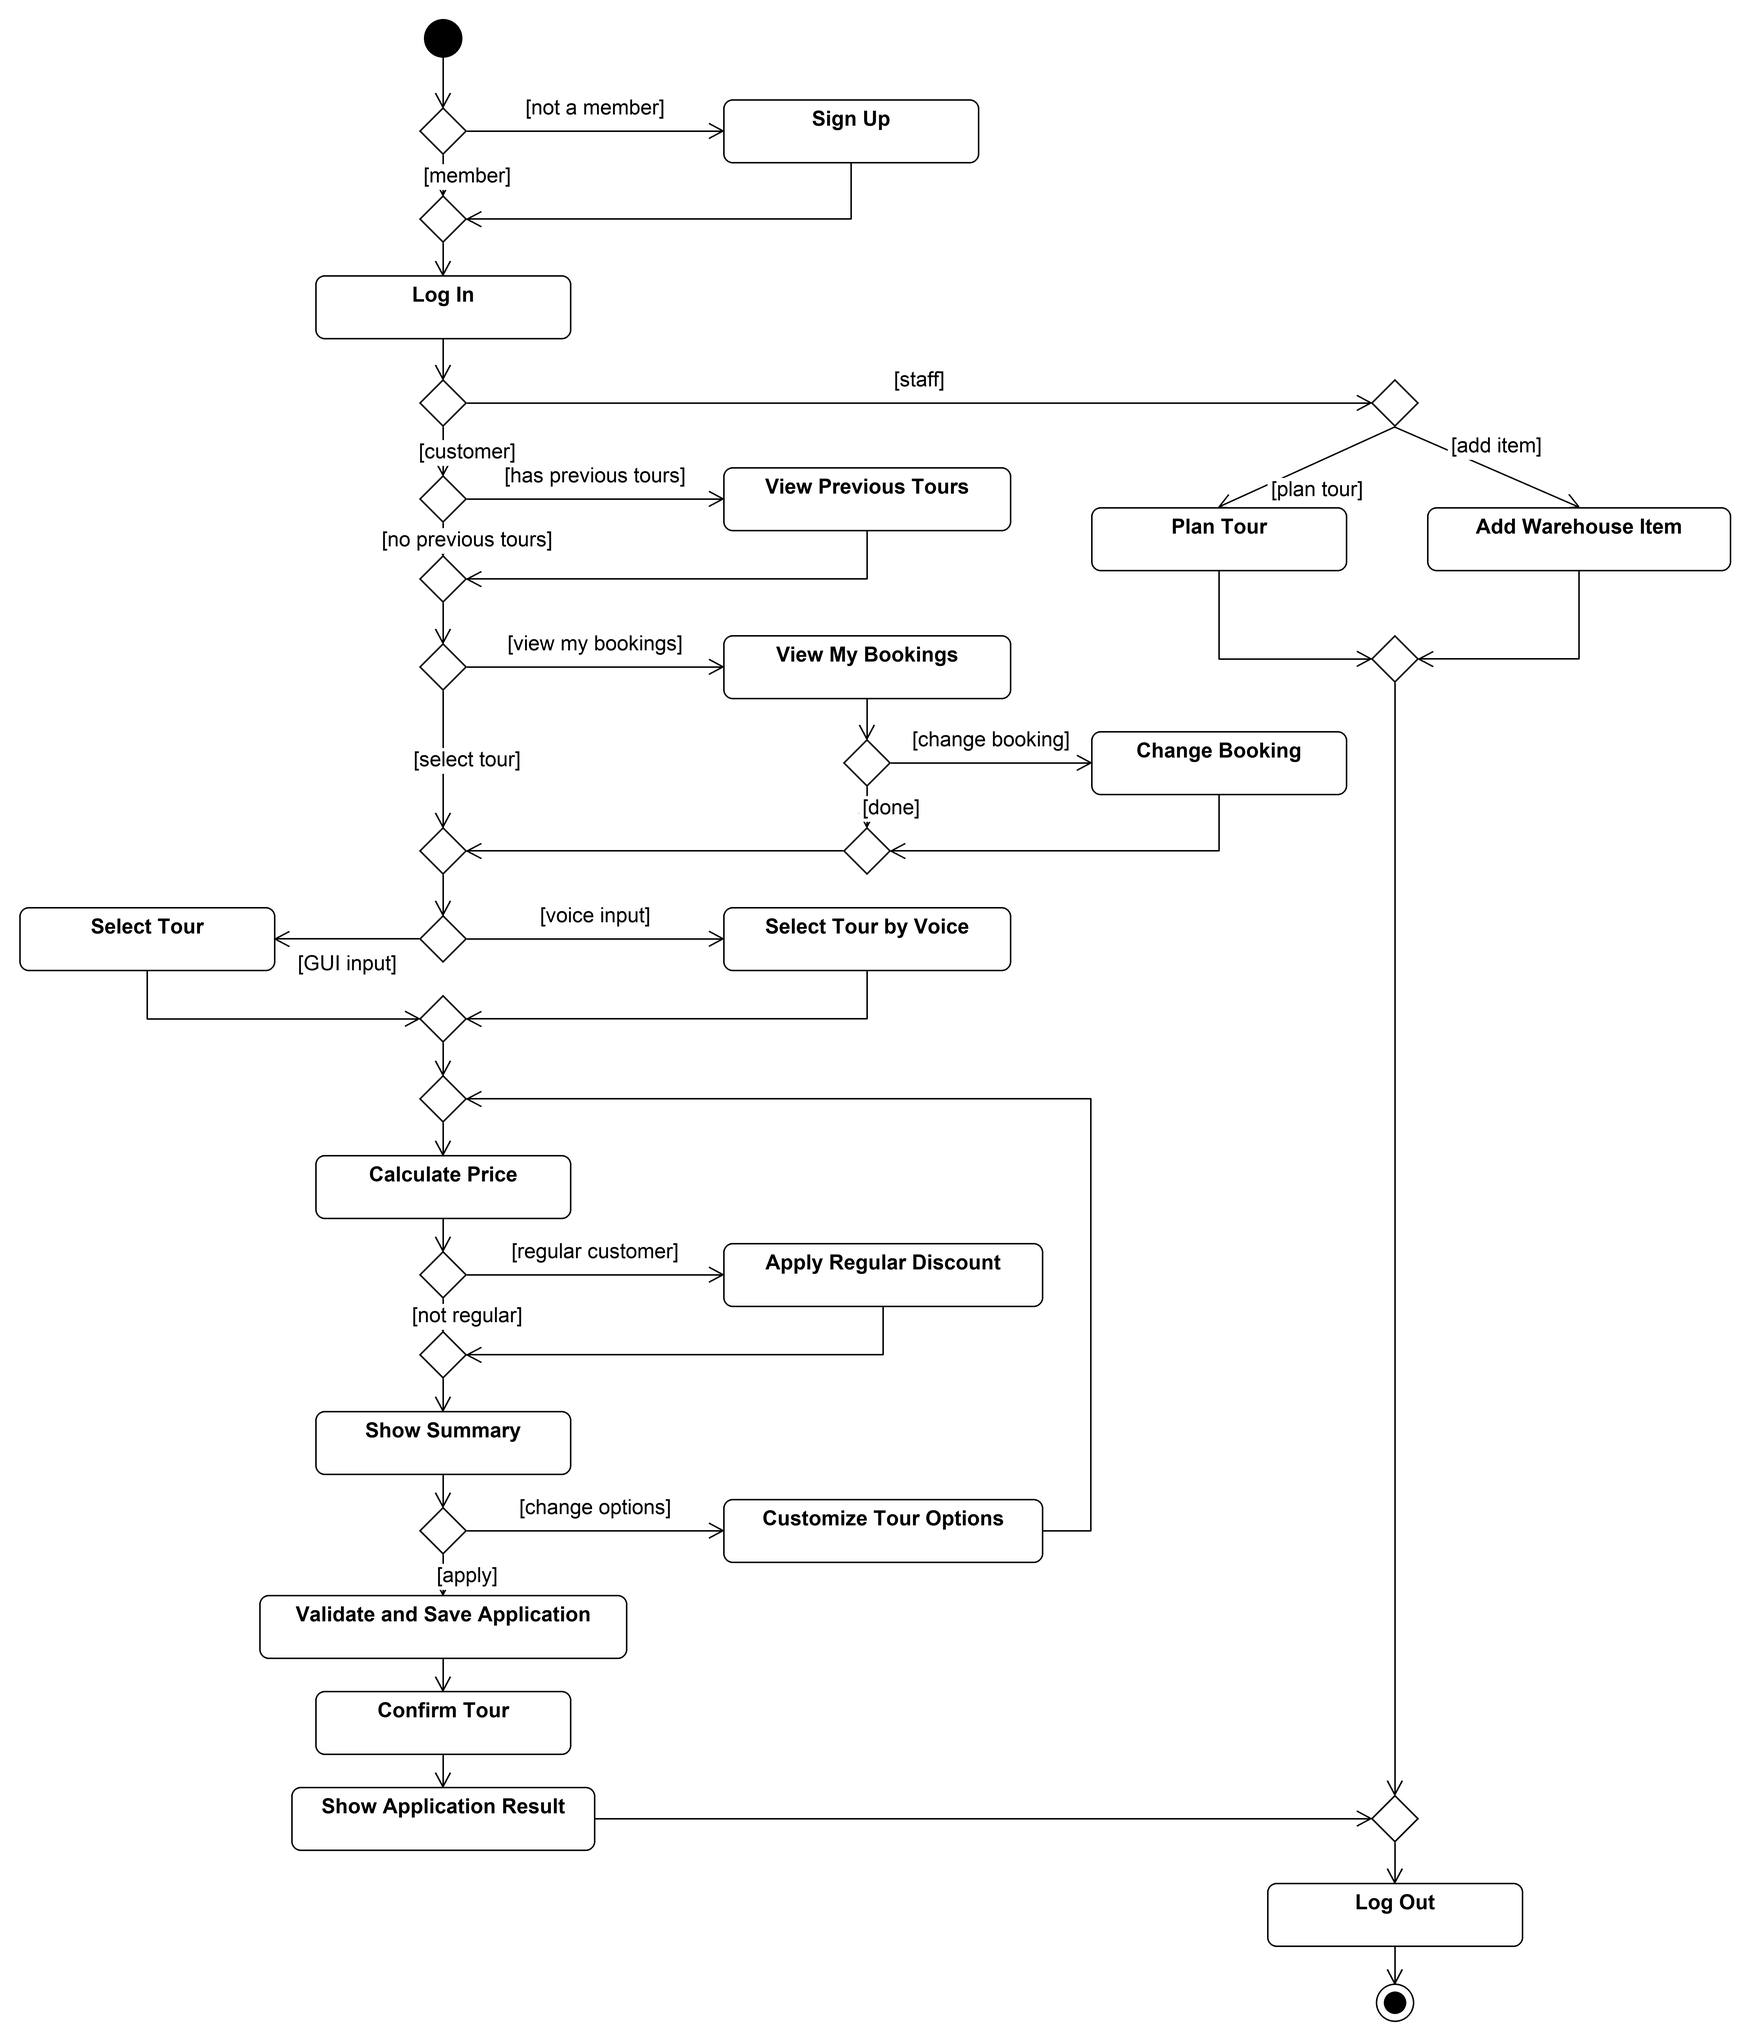 [not a member]
Sign Up
[member]
Log In
[staff]
[customer]
[add item]
[has previous tours]
View Previous Tours
[plan tour]
Plan Tour
Add Warehouse Item
[no previous tours]
[view my bookings]
View My Bookings
[select tour]
[change booking]
Change Booking
[done]
Select Tour
[voice input]
Select Tour by Voice
[GUI input]
Calculate Price
[regular customer]
Apply Regular Discount
[not regular]
Show Summary
[change options]
Customize Tour Options
[apply]
Validate and Save Application
Confirm Tour
Show Application Result
Log Out